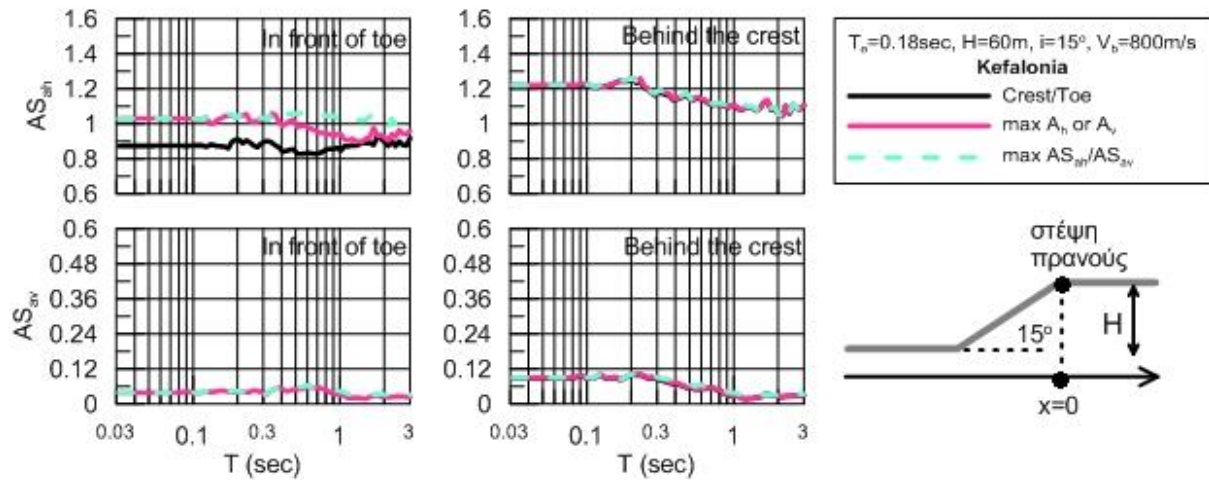 In front of toe
Behind the crest
AS_ah
1.6
1.4
1.2
1
0.8
0.6
1.6
1.4
1.2
1
0.8
0.6
T_e=0.18sec, H=60m, i=15°, V_b=800m/s
Kefalonia
Crest/Toe
max A_h or A_v
max AS_ah/AS_av
In front of toe
Behind the crest
AS_av
0.6
0.48
0.36
0.24
0.12
0
0.6
0.48
0.36
0.24
0.12
0
0.03
0.1
0.3
1
3
T (sec)
0.03
0.1
0.3
1
3
T (sec)
στέψη
πρανούς
15°
H
x=0